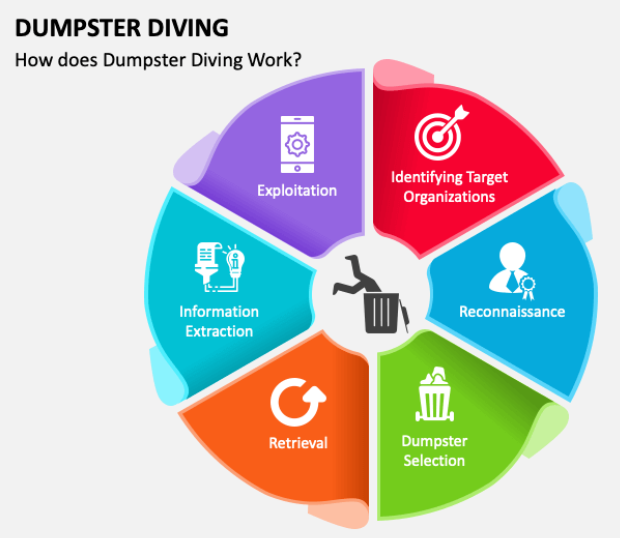 DUMPSTER DIVING
How does Dumpster Diving Work?
Identifying Target
Organizations
Reconnaissance
Dumpster
Selection
Retrieval
Information
Extraction
Exploitation